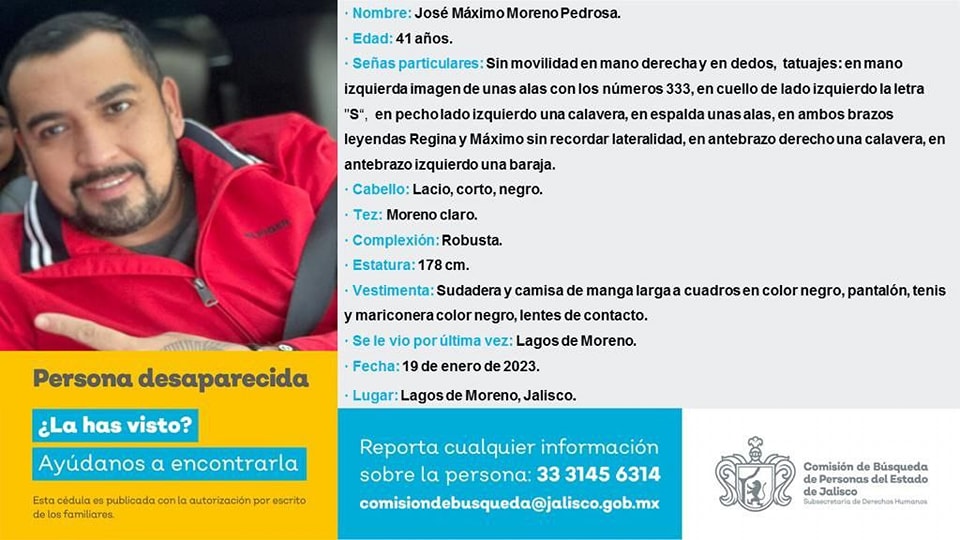 · Nombre: José Máximo Moreno Pedrosa.
· Edad: 41 años.
· Señas particulares: Sin movilidad en mano derecha y en dedos, tatuajes: en mano
izquierda imagen de unas alas con los números 333, en cuello de lado izquierdo la letra
"S“, en pecho lado izquierdo una calavera, en espalda unas alas, en ambos brazos
leyendas Regina y Máximo sin recordar lateralidad, en antebrazo derecho una calavera, en
antebrazo izquierdo una baraja.
· Cabello: Lacio, corto, negro.
· Tez: Moreno claro.
· Complexión: Robusta.
· Estatura: 178 cm.
· Vestimenta: Sudadera y camisa de manga larga a cuadros en color negro, pantalón, tenis
y mariconera color negro, lentes de contacto.
· Se le vio por última vez: Lagos de Moreno.
· Fecha: 19 de enero de 2023.
· Lugar: Lagos de Moreno, Jalisco.
Persona desaparecida
¿La has visto?
Ayúdanos a encontrarla
Esta cédula es publicada con la autorización por escrito
de los familiares.
Reporta cualquier información
sobre la persona: 33 3145 6314
comisiondebusqueda@jalisco.gob.mx
Comisión de Búsqueda
de Personas del Estado
de Jalisco
Subsecretaría de Derechos Humanos